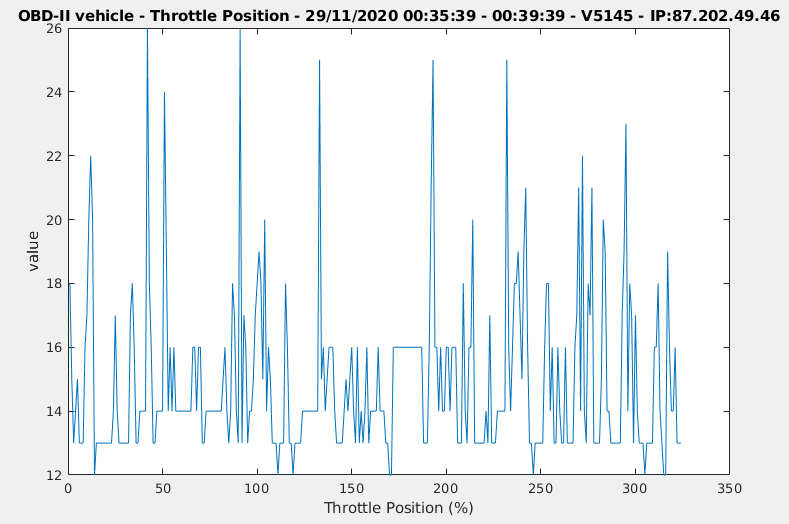 OBD-II vehicle - Throttle Position - 29/11/2020 00:35:39 - 00:39:39 - V5145 - IP:87.202.49.46
26
24
22
20
18
16
14
12
value
0 50 100 150 200 250 300 350
Throttle Position (%)